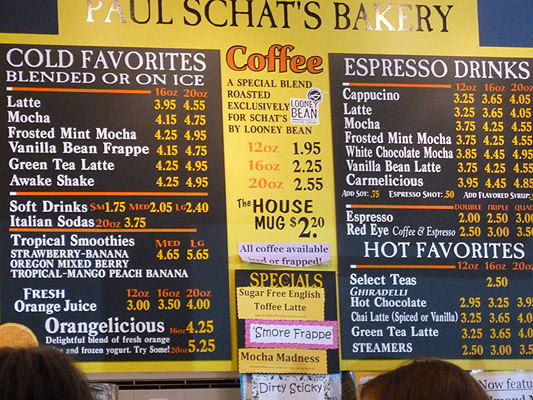 PAUL SCHAT'S BAKERY
COLD FAVORITES
BLENDED OR ON ICE
16oz 20oz
Latte 3.95 4.55
Mocha 4.15 4.75
Frosted Mint Mocha 4.25 4.95
Vanilla Bean Frappe 4.15 4.75
Green Tea Latte 4.25 4.95
Awake Shake 4.25 4.95
Soft Drinks SM 1.75 MED 2.05 LG 2.40
Italian Sodas 20oz 3.75
Tropical Smoothies MED LG
STRAWBERRY-BANANA 4.65 5.65
OREGON MIXED BERRY
TROPICAL-MANGO PEACH BANANA
FRESH 12oz 16oz 20oz
Orange Juice 3.00 3.50 4.00
Orangelicious 16oz 4.25
Delightful blend of fresh orange
and frozen yogurt. Try Some! 20oz 5.25
Coffee
A SPECIAL BLEND
ROASTED
EXCLUSIVELY
FOR SCHAT'S
BY LOONEY BEAN
LOONEY
BEAN
12oz 1.95
16oz 2.25
20oz 2.55
The HOUSE
MUG $2.20
All coffee available
iced or frapped!
SPECIALS
Sugar Free English
Toffee Latte
'Smore Frappe
Mocha Madness
Dirty Sticky
ESPRESSO DRINKS
12oz 16oz 20oz
Cappucino 3.25 3.65 4.05
Latte 3.25 3.65 4.05
Mocha 3.75 4.25 4.55
Frosted Mint Mocha 3.75 4.25 4.55
White Chocolate Mocha 3.85 4.45 4.95
Vanilla Bean Latte 3.75 4.25 4.55
Carmelicious 3.95 4.45 4.85
ADD SOY: .75 ESPRESSO SHOT: .50 ADD FLAVORED SYRUP:
DOUBLE TRIPLE QUAD
Espresso 2.00 2.50 3.00
Red Eye Coffee & Espresso 2.50 3.00 3.50
HOT FAVORITES
12oz 16oz 20oz
Select Teas 2.50
GHIRADELLI
Hot Chocolate 2.95 3.25 3.95
Chai Latte (Spiced or Vanilla) 3.25 3.65 4.05
Green Tea Latte 3.25 3.65 4.05
STEAMERS 2.50 3.00 3.50
Now featu